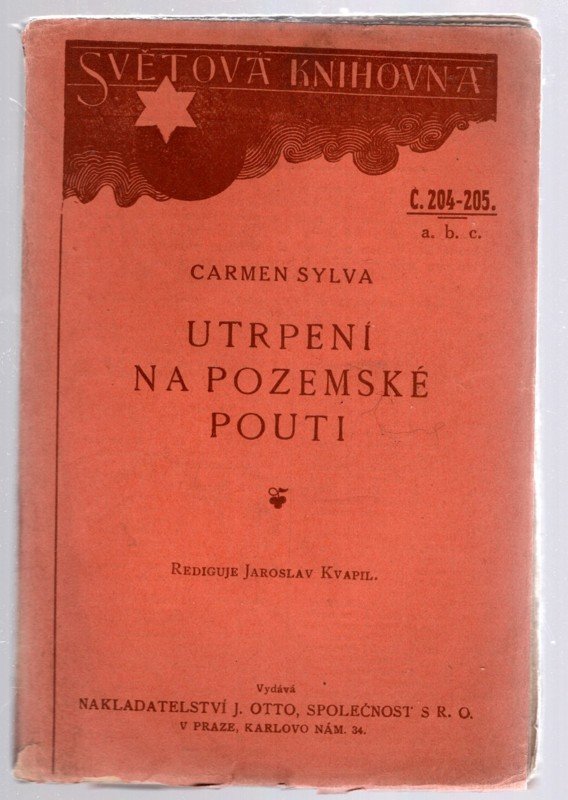 SVĚTOVÁ KNIHOVNA
Č. 204-205.
a. b. c.
CARMEN SYLVA
UTRPENÍ
NA POZEMSKÉ
POUTI
REDIGUJE JAROSLAV KVAPIL.
Vydává
NAKLADATELSTVÍ J. OTTO, SPOLEČNOST S R. O.
V PRAZE, KARLOVO NÁM. 34.